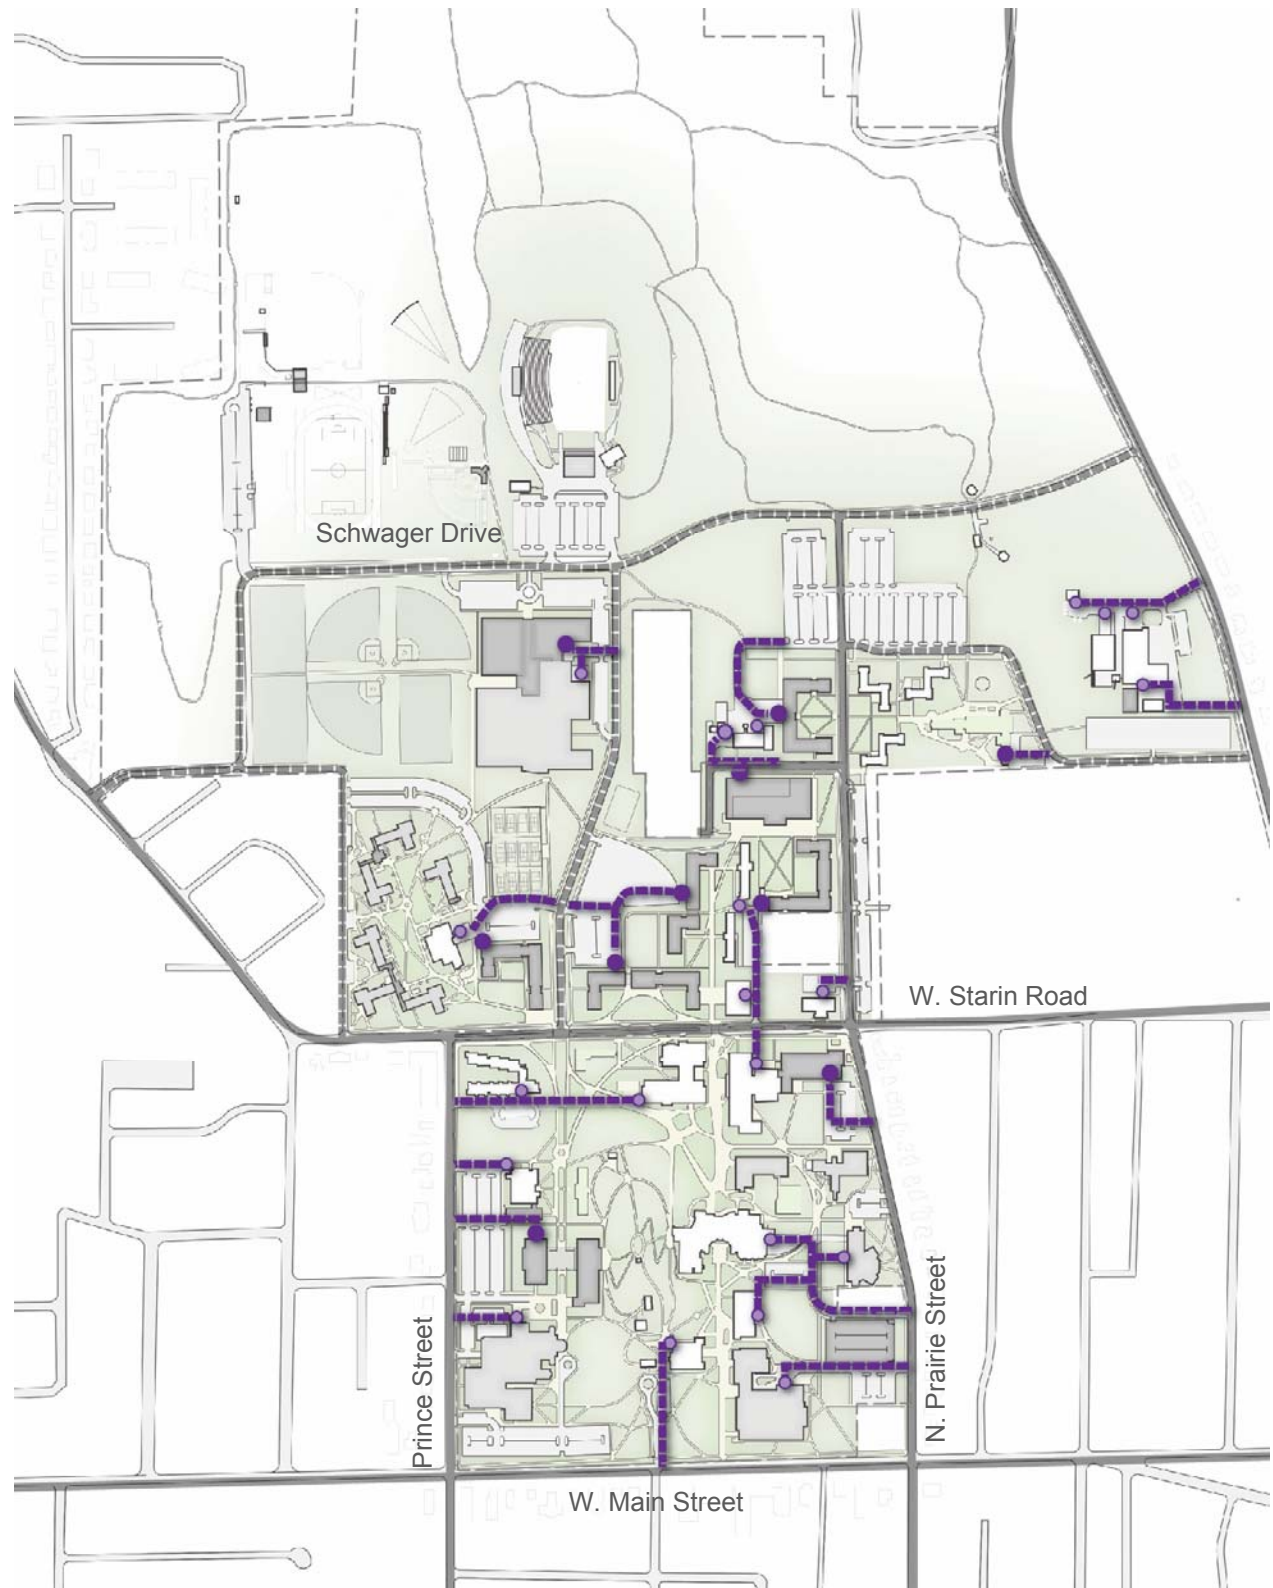 Schwager Drive
W. Starin Road
Prince Street
N. Prairie Street
W. Main Street